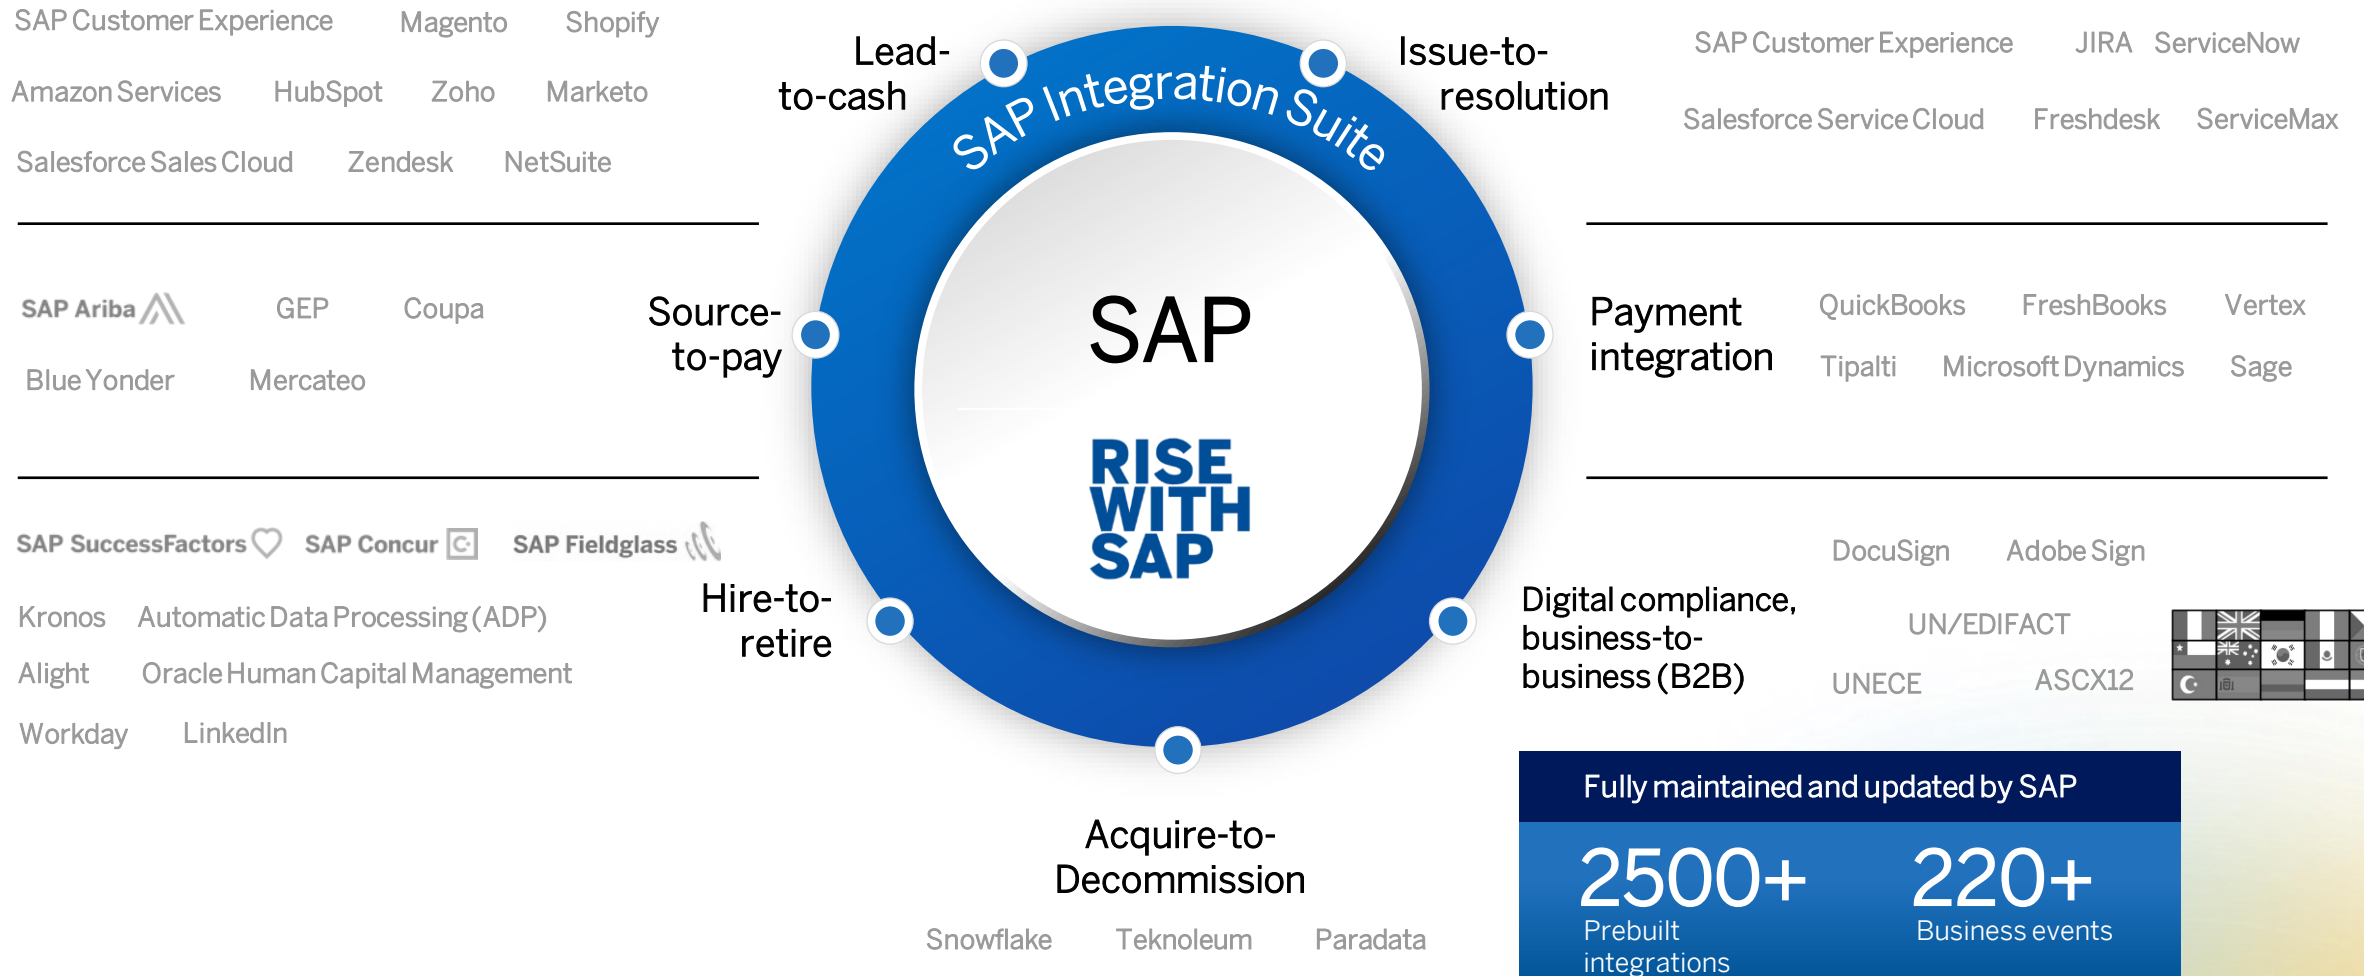 SAP Customer Experience Magento Shopify
Amazon Services HubSpot Zoho Marketo
Salesforce Sales Cloud Zendesk NetSuite
Lead-
to-cash
SAP Integration Suite
Issue-to-
resolution
SAP Customer Experience JIRA ServiceNow
Salesforce Service Cloud Freshdesk ServiceMax
SAP Ariba GEP Coupa
Blue Yonder Mercateo
Source-
to-pay
SAP
RISE
WITH
SAP
Payment
integration
QuickBooks FreshBooks Vertex
Tipalti Microsoft Dynamics Sage
SAP SuccessFactors SAP Concur SAP Fieldglass
Kronos Automatic Data Processing (ADP)
Alight Oracle Human Capital Management
Workday LinkedIn
Hire-to-
retire
Digital compliance,
business-to-
business (B2B)
DocuSign Adobe Sign
UN/EDIFACT
UNECE ASCX12
Acquire-to-
Decommission
Snowflake Teknoleum Paradata
Fully maintained and updated by SAP
2500+
Prebuilt
integrations
220+
Business events